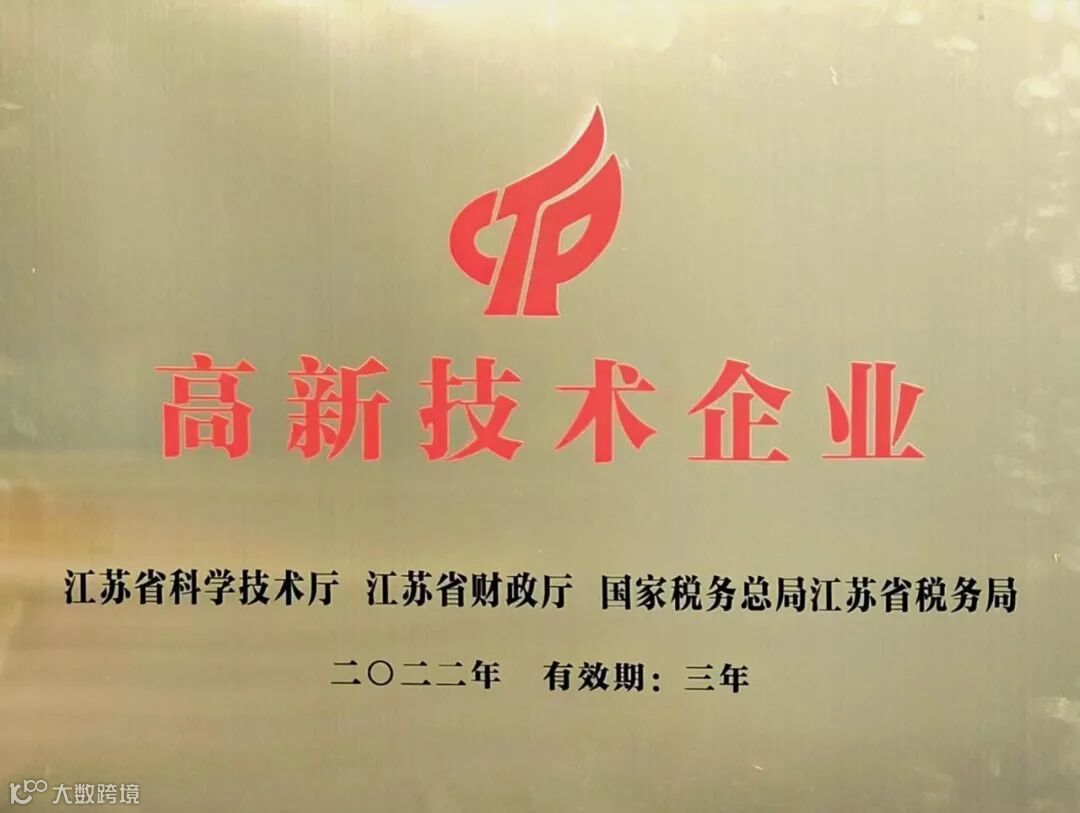 高新技术企业
江苏省科学技术厅 江苏省财政厅 国家税务总局江苏省税务局
二〇二二年 有效期：三年
大数跨境